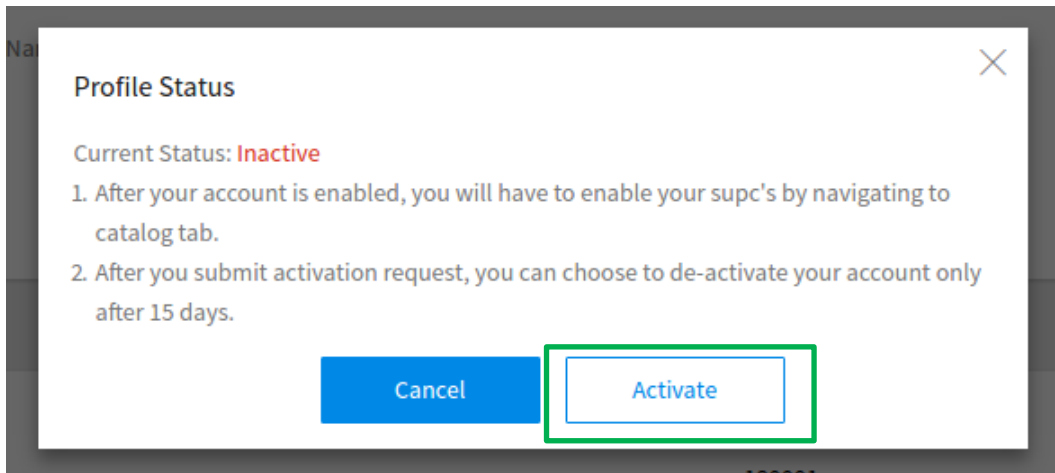 Nar
Profile Status
Current Status: Inactive
1. After your account is enabled, you will have to enable your supc's by navigating to
catalog tab.
2. After you submit activation request, you can choose to de-activate your account only
after 15 days.
Cancel
Activate